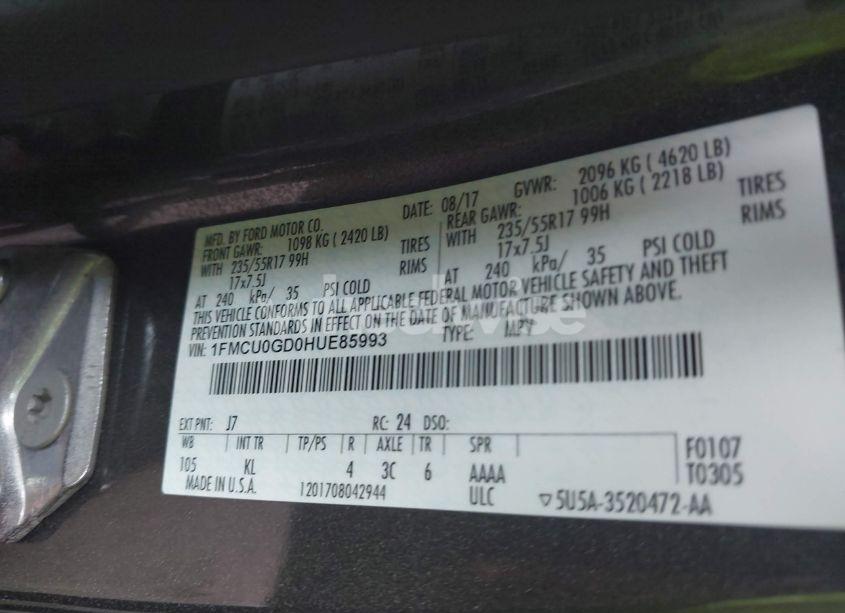 MFD. BY FORD MOTOR CO.
DATE: 08/17 GVWR: 2096 KG ( 4620 LB)
FRONT GAWR: 1098 KG ( 2420 LB) REAR GAWR: 1006 KG ( 2218 LB)
WITH 235/55R17 99H TIRES WITH 235/55R17 99H TIRES
17x7.5J RIMS 17x7.5J RIMS
AT 240 kPa/ 35 PSI COLD AT 240 kPa/ 35 PSI COLD
THIS VEHICLE CONFORMS TO ALL APPLICABLE FEDERAL MOTOR VEHICLE SAFETY AND THEFT
PREVENTION STANDARDS IN EFFECT ON THE DATE OF MANUFACTURE SHOWN ABOVE.
VIN: 1FMCU0GD0HUE85993 TYPE: MPV
EXT PNT: J7 RC: 24 DSO:
WB INT TR TP/PS R AXLE TR SPR F0107
105 KL 4 3C 6 AAAA T0305
MADE IN U.S.A. 1201708042944 ULC ▽5U5A-3520472-AA